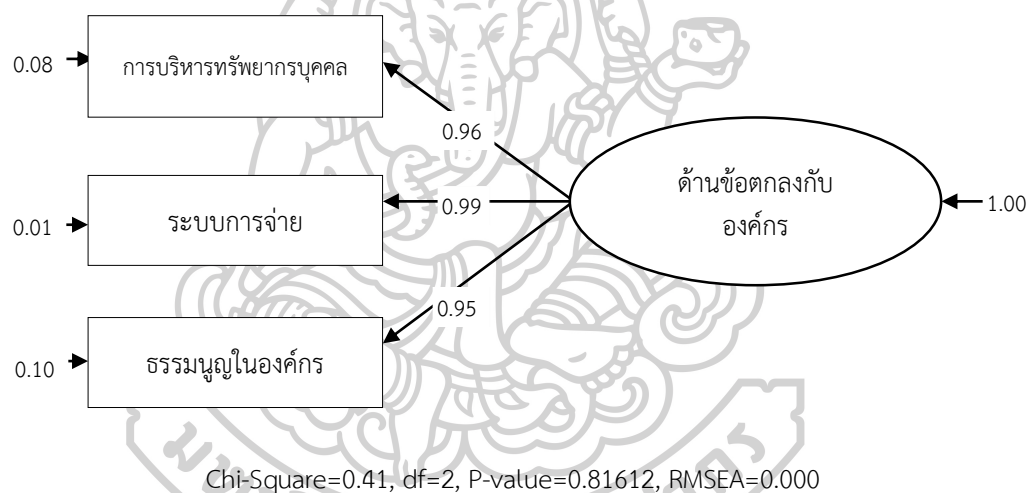 0.08
การบริหารทรัพยากรบุคคล
0.96
ด้านข้อตกลงกับ
องค์กร
1.00
0.01
ระบบการจ่าย
0.99
0.95
0.10
ธรรมนูญในองค์กร
Chi-Square=0.41, df=2, P-value=0.81612, RMSEA=0.000